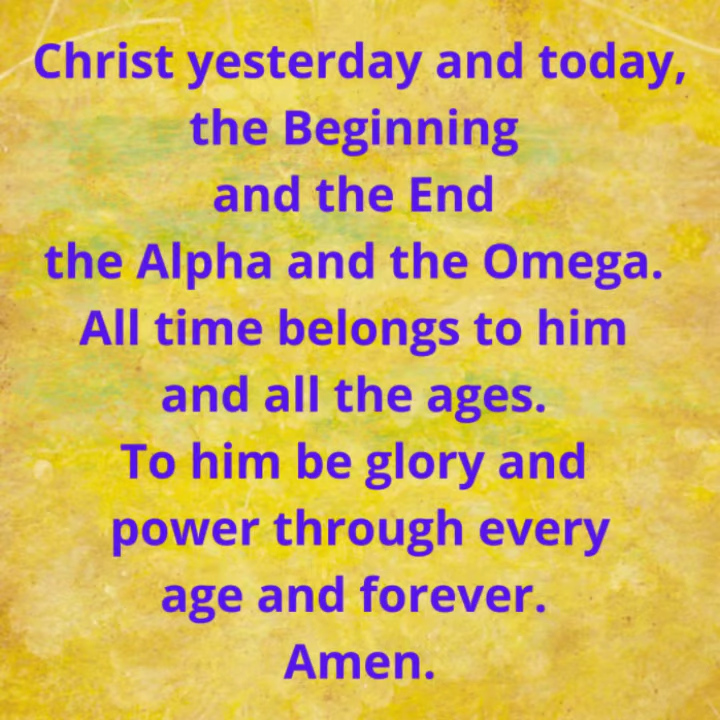 Christ yesterday and today,
the Beginning
and the End
the Alpha and the Omega.
All time belongs to him
and all the ages.
To him be glory and
power through every
age and forever.
Amen.